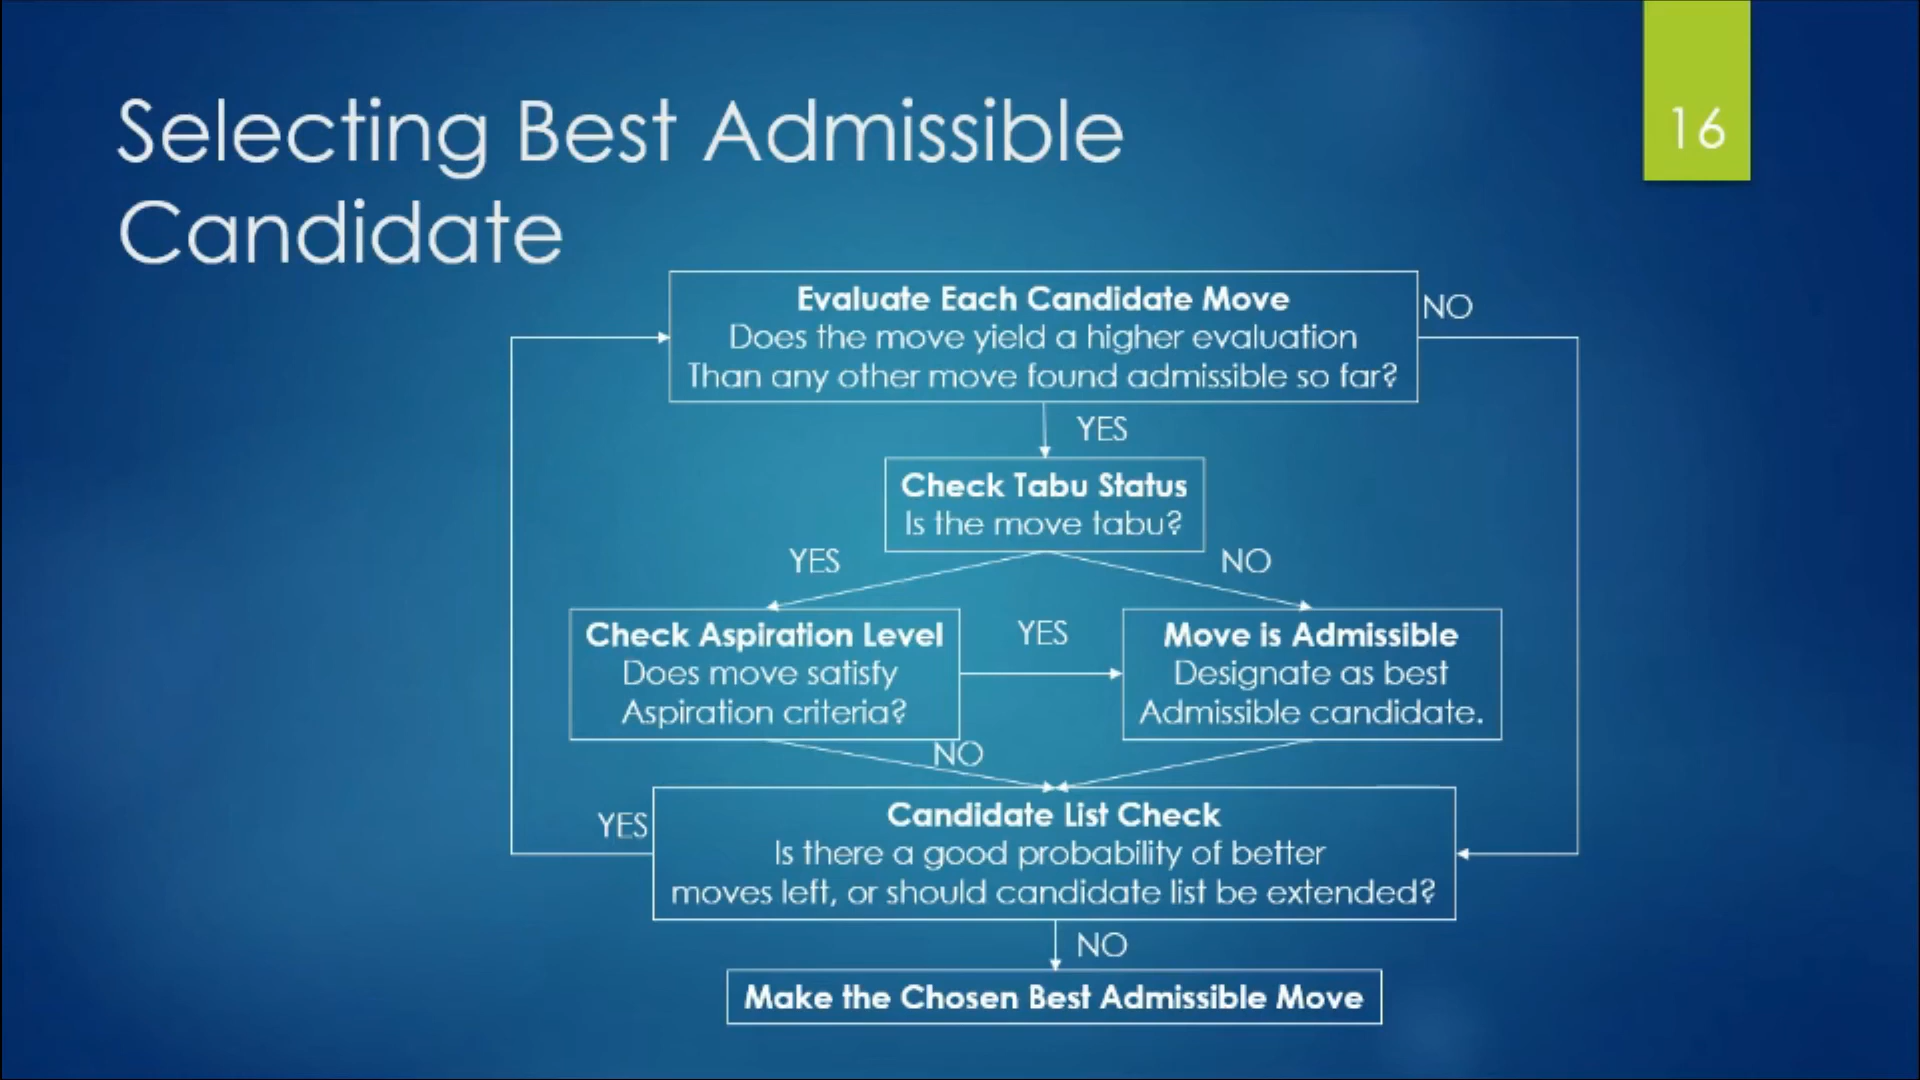 Selecting Best Admissible
Candidate
16
Evaluate Each Candidate Move
Does the move yield a higher evaluation
Than any other move found admissible so far?
NO
YES
Check Tabu Status
Is the move tabu?
YES
NO
Check Aspiration Level
Does move satisfy
Aspiration criteria?
YES
Move is Admissible
Designate as best
Admissible candidate.
NO
YES
Candidate List Check
Is there a good probability of better
moves left, or should candidate list be extended?
NO
Make the Chosen Best Admissible Move